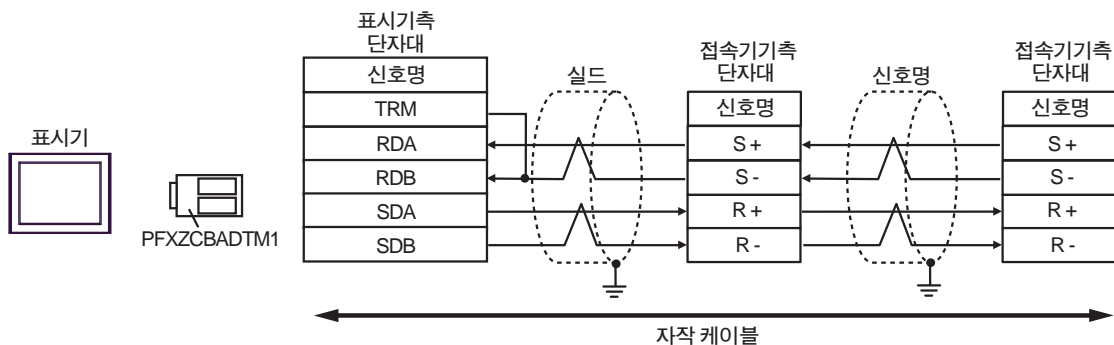 표시기
PFXZCBADTM1
표시기측
단자대
신호명
TRM
RDA
RDB
SDA
SDB
실드
접속기기측
단자대
신호명
S +
S -
R +
R -
신호명
접속기기측
단자대
신호명
S +
S -
R +
R -
자작 케이블